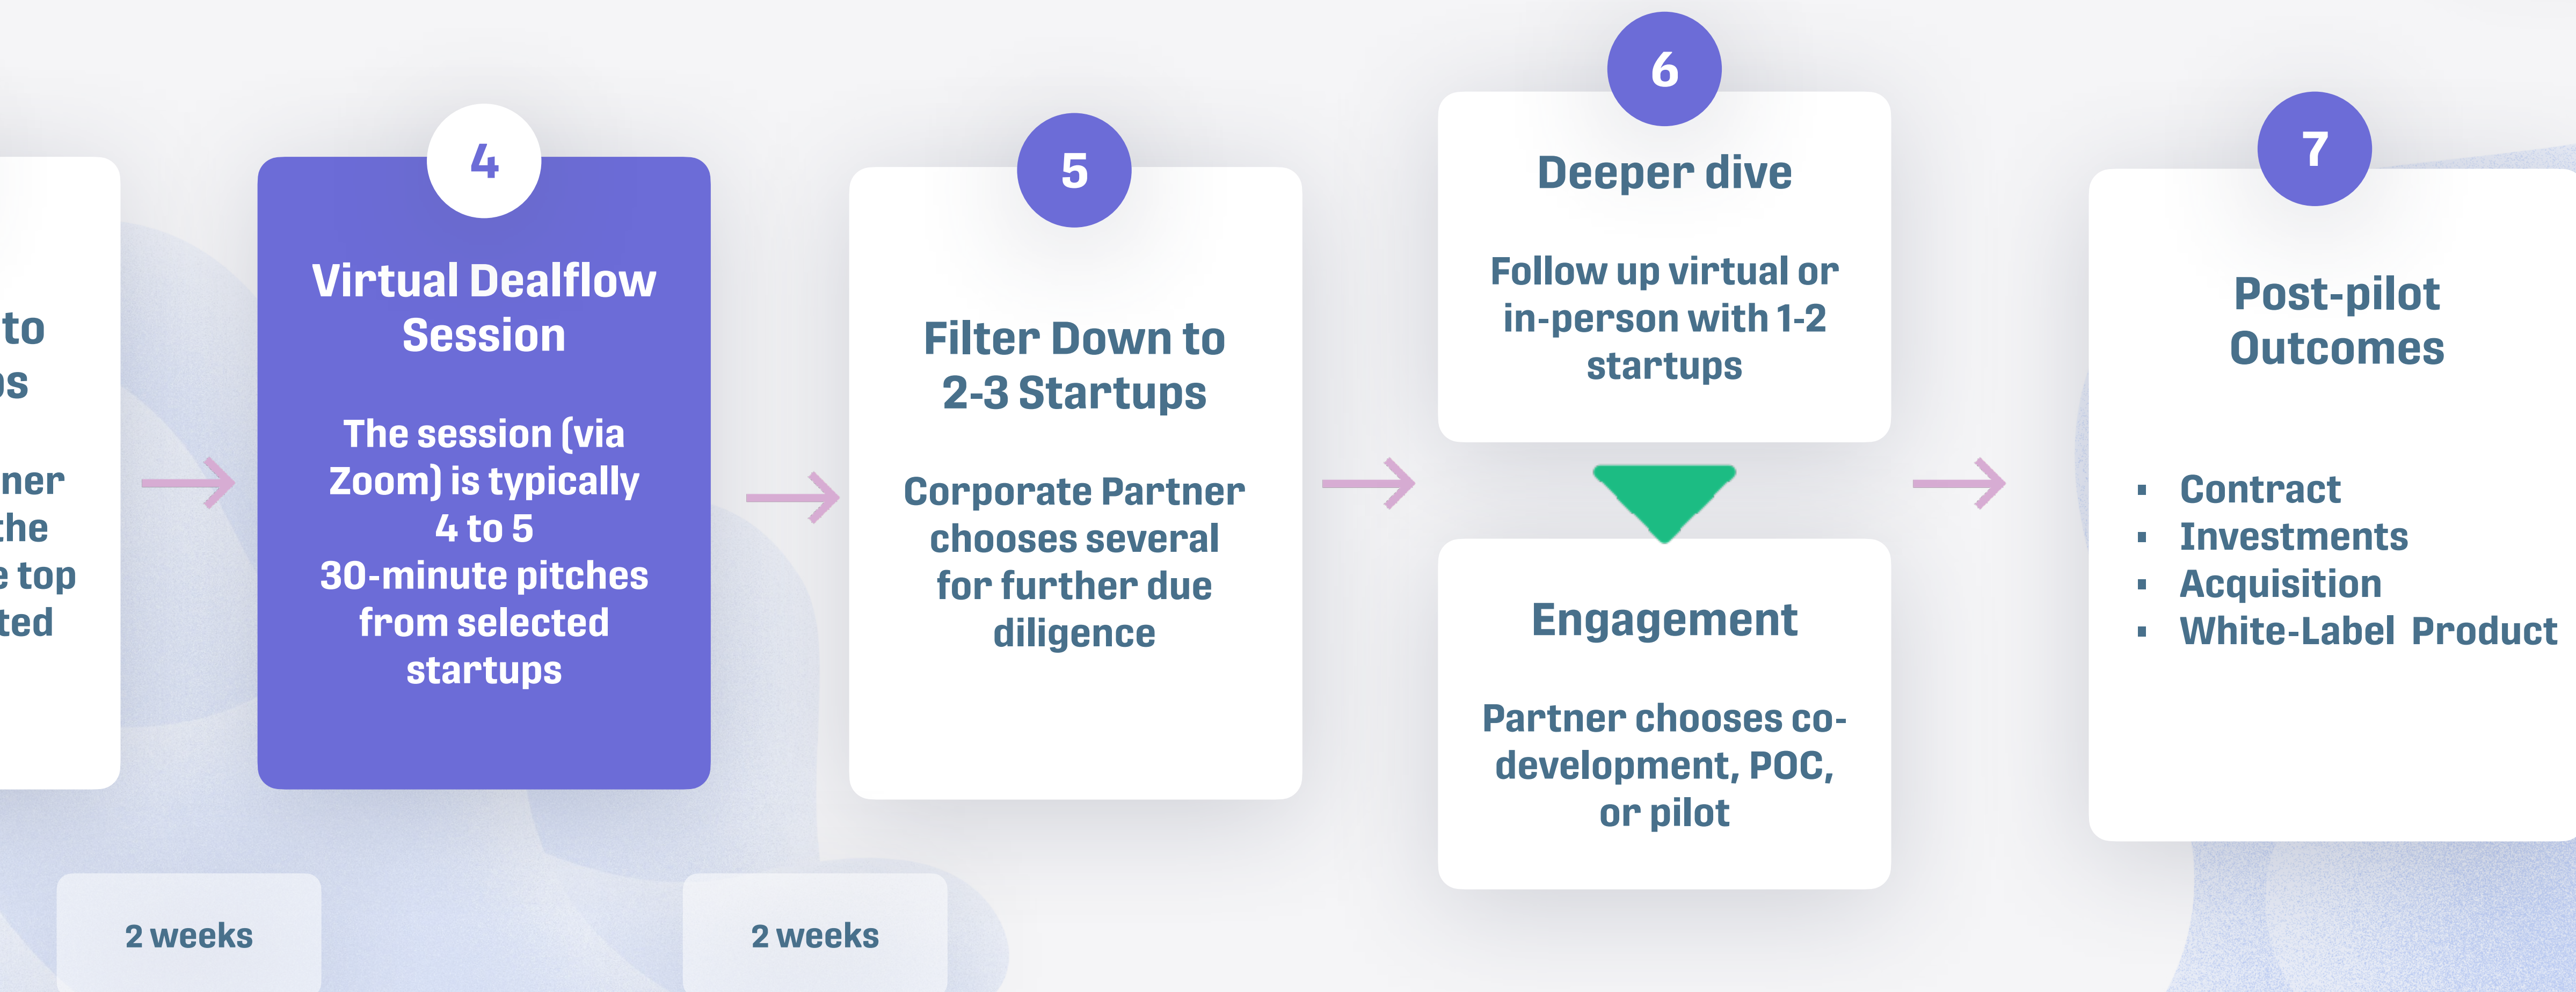 to
ner
the
top
4
Virtual Dealflow
Session
The session (via
Zoom) is typically
4 to 5
30-minute pitches
from selected
startups
5
Filter Down to
2-3 Startups
Corporate Partner
chooses several
for further due
diligence
6
Deeper dive
Follow up virtual or
in-person with 1-2
startups
Engagement
Partner chooses co-
development, POC,
or pilot
7
Post-pilot
Outcomes
▪ Contract
▪ Investments
▪ Acquisition
▪ White-Label Product
2 weeks
2 weeks